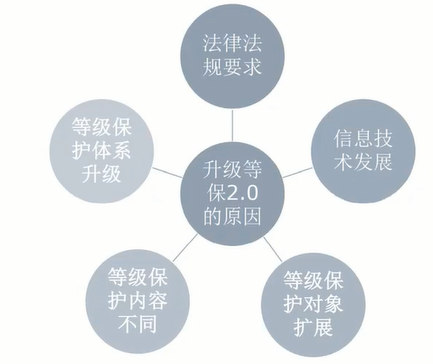 法律法
规要求
等级保
护体系
升级
信息技
术发展
升级等
保2.0
的原因
等级保
护内容
不同
等级保
护对象
扩展